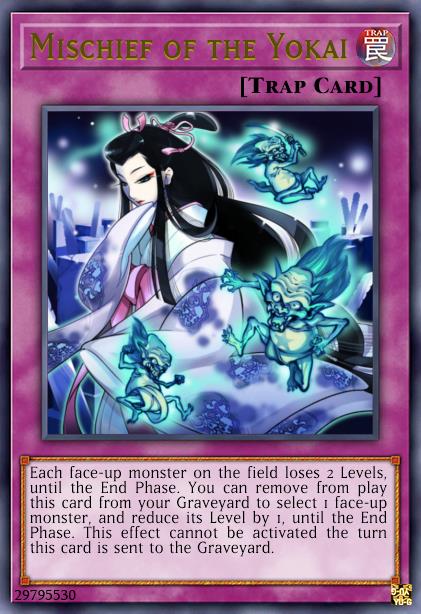 Mischief of the Yokai
TRAP
罠
[Trap Card]
Each face-up monster on the field loses 2 Levels,
until the End Phase. You can remove from play
this card from your Graveyard to select 1 face-up
monster, and reduce its Level by 1, until the End
Phase. This effect cannot be activated the turn
this card is sent to the Graveyard.
29795530